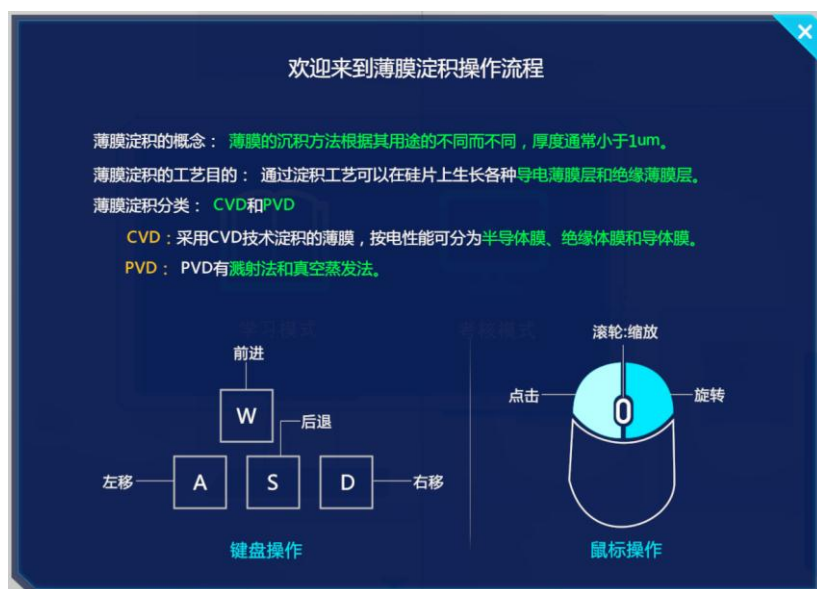 欢迎来到薄膜淀积操作流程
薄膜淀积的概念：薄膜的沉积方法根据其用途的不同而不同，厚度通常小于1um。
薄膜淀积的工艺目的：通过淀积工艺可以在硅片上生长各种导电薄膜层和绝缘薄膜层。
薄膜淀积分类：CVD和PVD
CVD：采用CVD技术淀积的薄膜，按电性能可分为半导体膜、绝缘体膜和导体膜。
PVD：PVD有溅射法和真空蒸发法。
学习模式
考核模式
前进
W
后退
左移
A
S
D
右移
键盘操作
滚轮:缩放
点击
旋转
鼠标操作